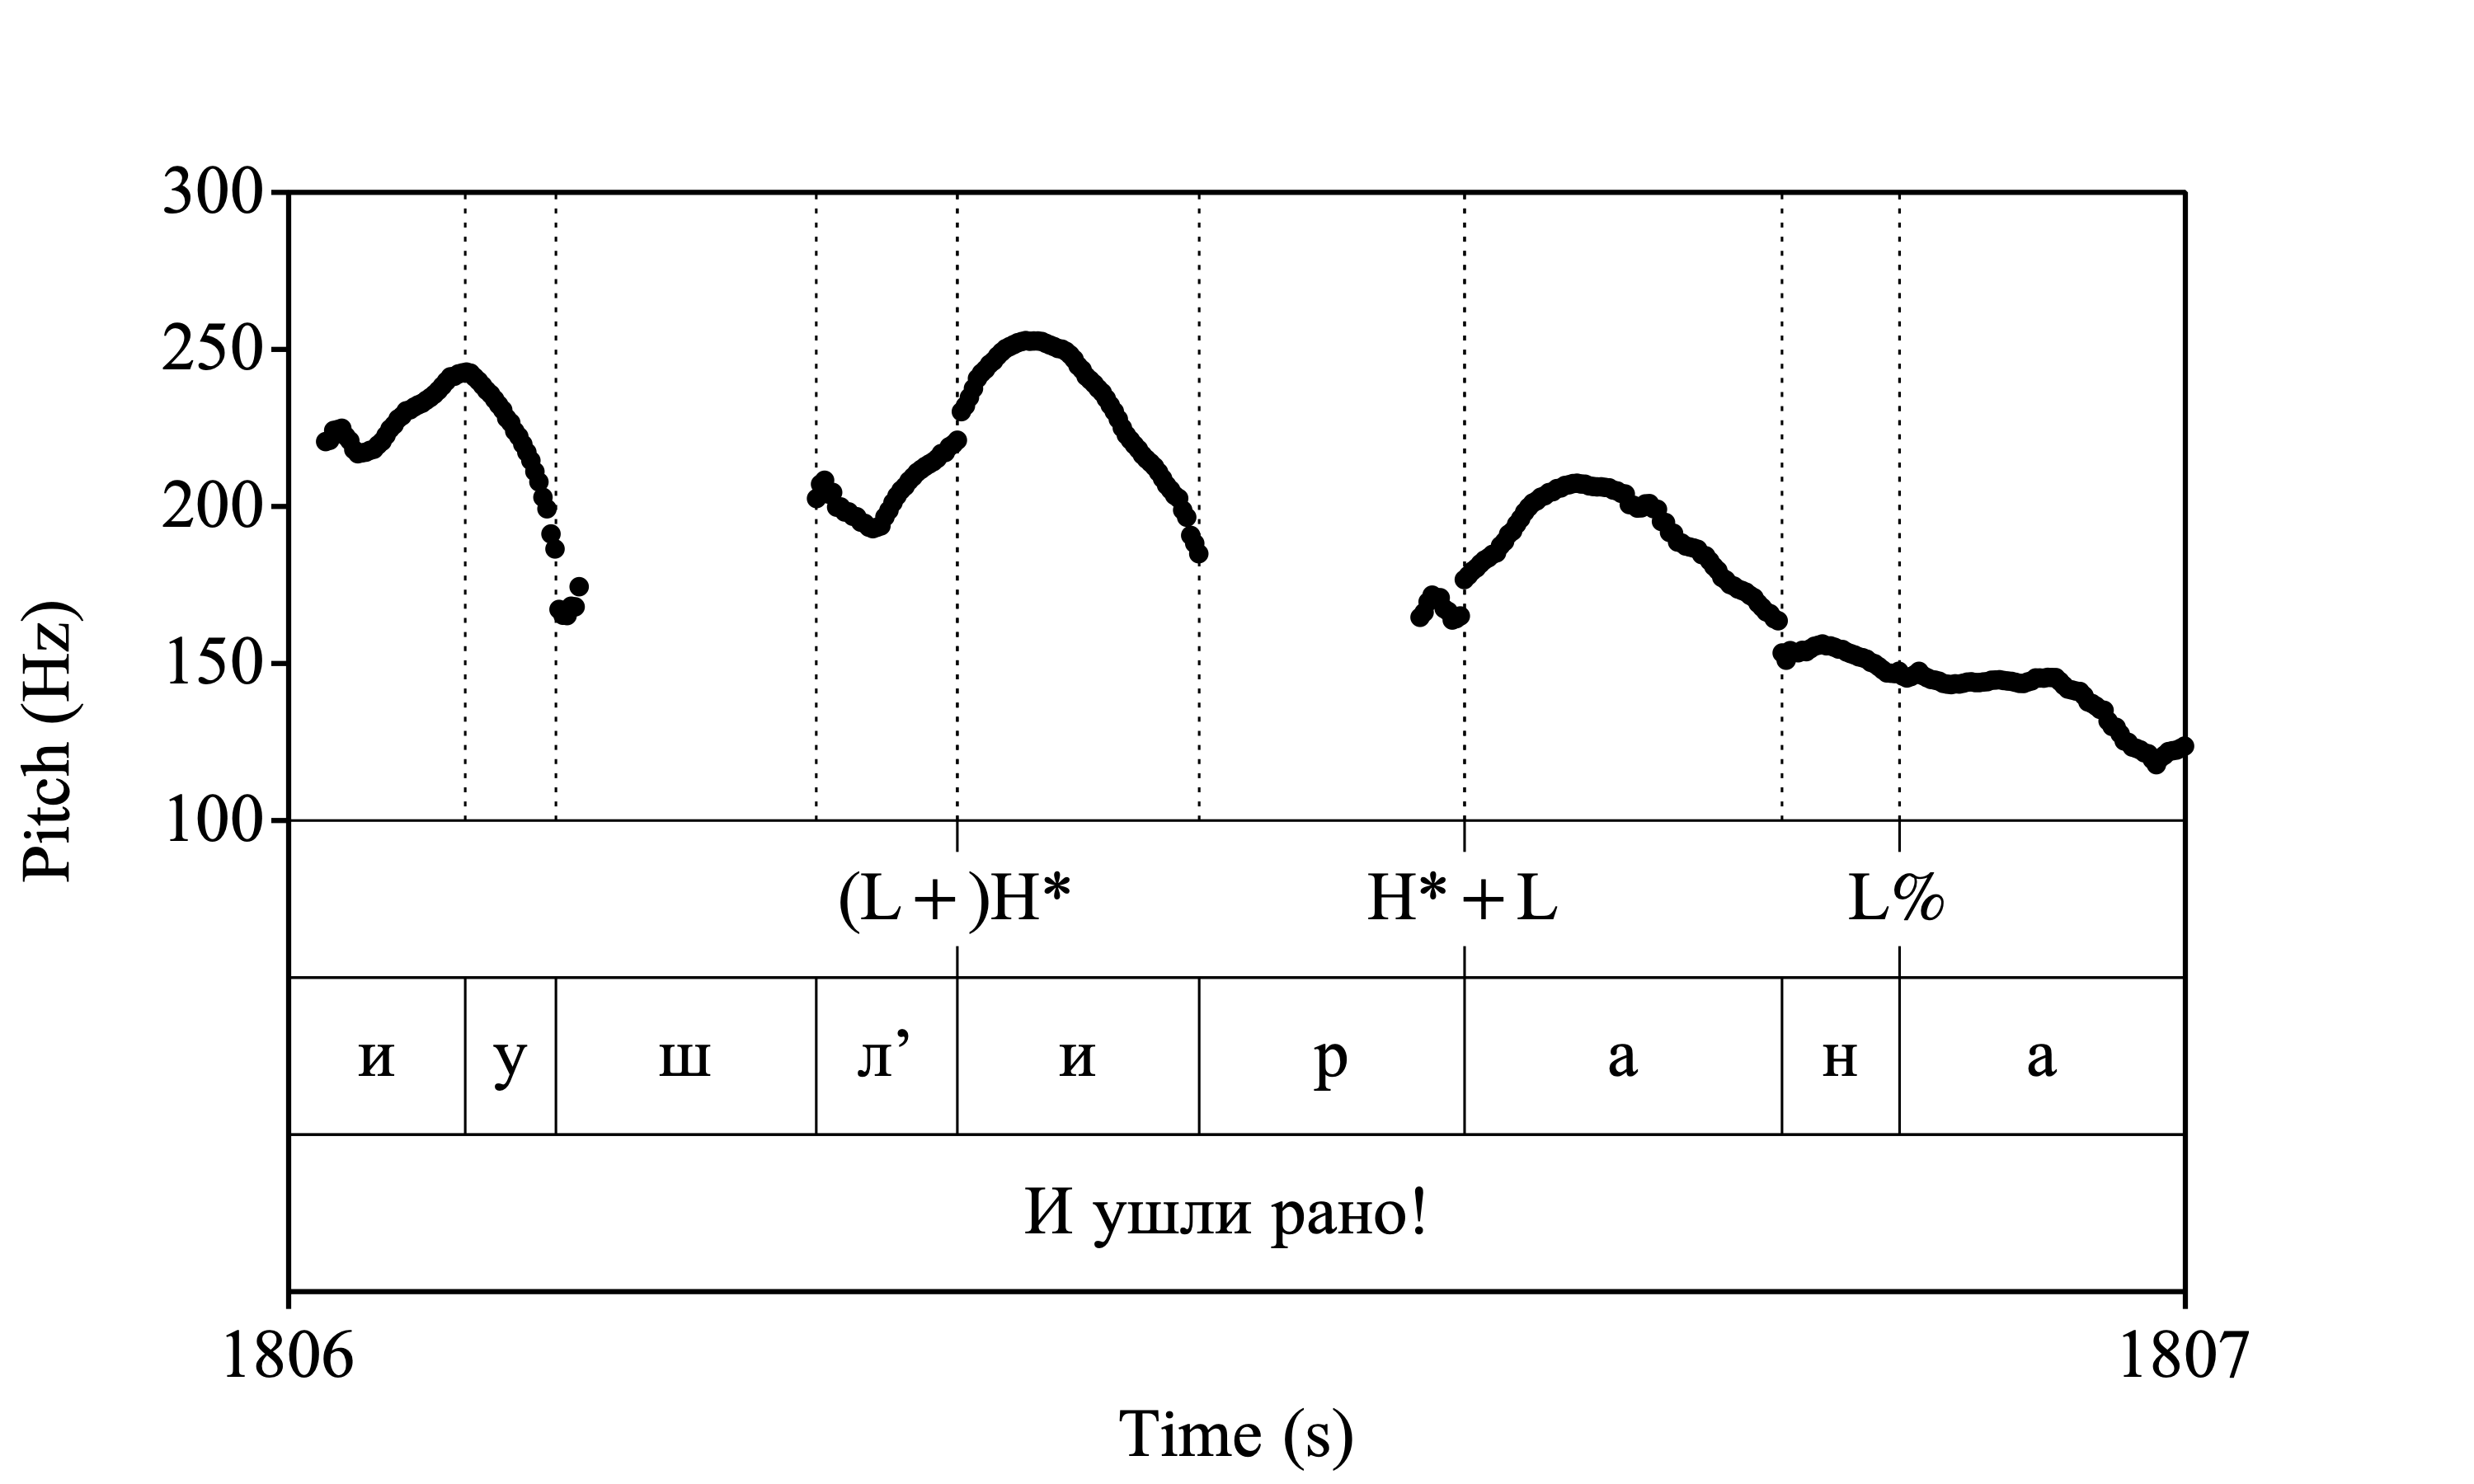 300
250
200
150
100
Pitch (Hz)
(L+)H* H*+L L%
и у ш л’ и р а н а
И ушли рано!
1806 1807
Time (s)